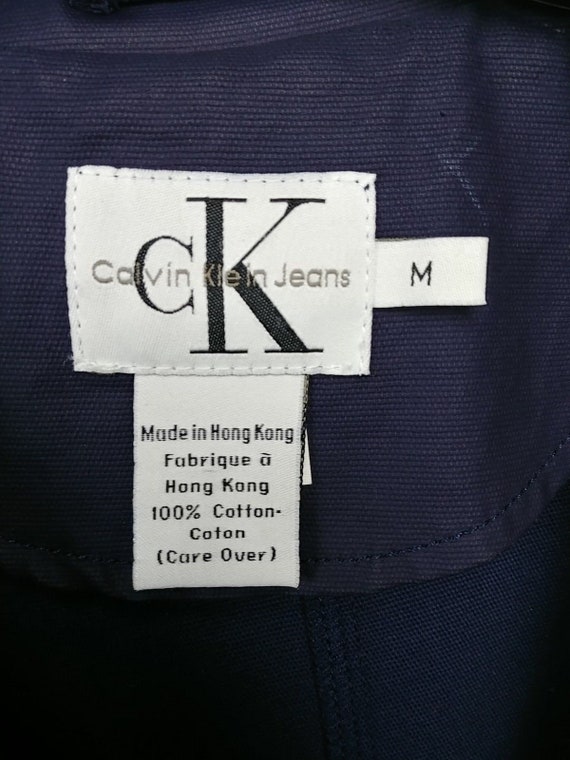 CK
Calvin Klein Jeans
M
Made in Hong Kong
Fabrique ā
Hong Kong
100% Cotton-
Coton
(Care Over)